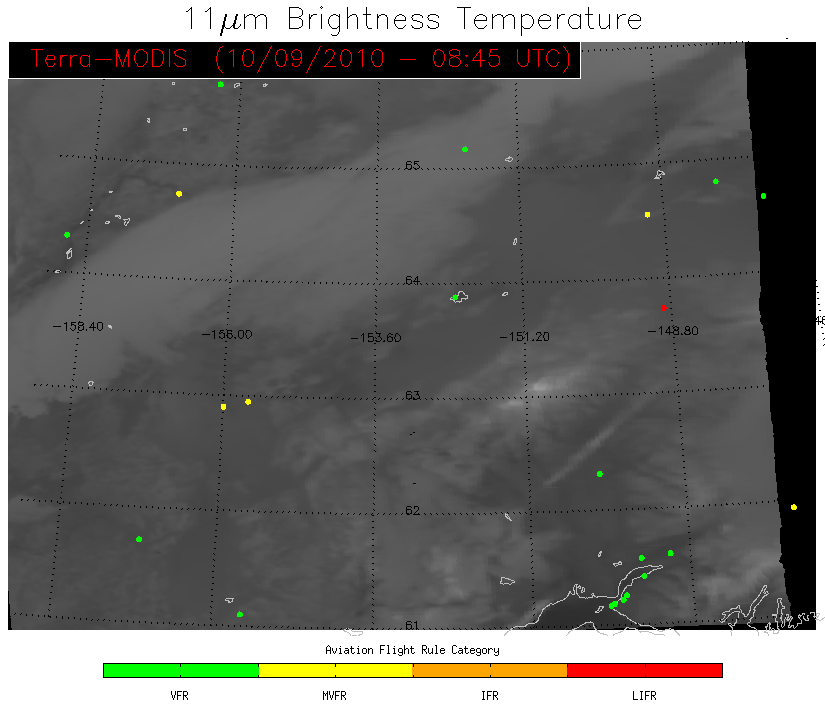 11μm Brightness Temperature
Terra-MODIS (10/09/2010 - 08:45 UTC)
65
64
-158.40 -156.00 -153.60 -151.20 -148.80
63
62
61
Aviation Flight Rule Category
VFR MVFR IFR LIFR